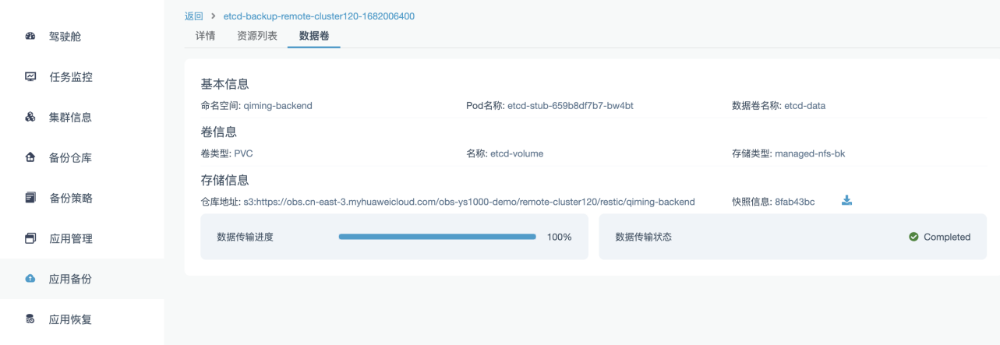 返回 > etcd-backup-remote-cluster120-1682006400
详情 资源列表 数据卷
驾驶舱
任务监控
集群信息
备份仓库
备份策略
应用管理
应用备份
应用恢复
基本信息
命名空间: qiming-backend Pod名称: etcd-stub-659b8df7b7-bw4bt 数据卷名称: etcd-data
卷信息
卷类型: PVC 名称: etcd-volume 存储类型: managed-nfs-bk
存储信息
仓库地址: s3:https://obs.cn-east-3.myhuaweicloud.com/obs-ys1000-demo/remote-cluster120/restic/qiming-backend 快照信息: 8fab43bc
数据传输进度 100% 数据传输状态 Completed